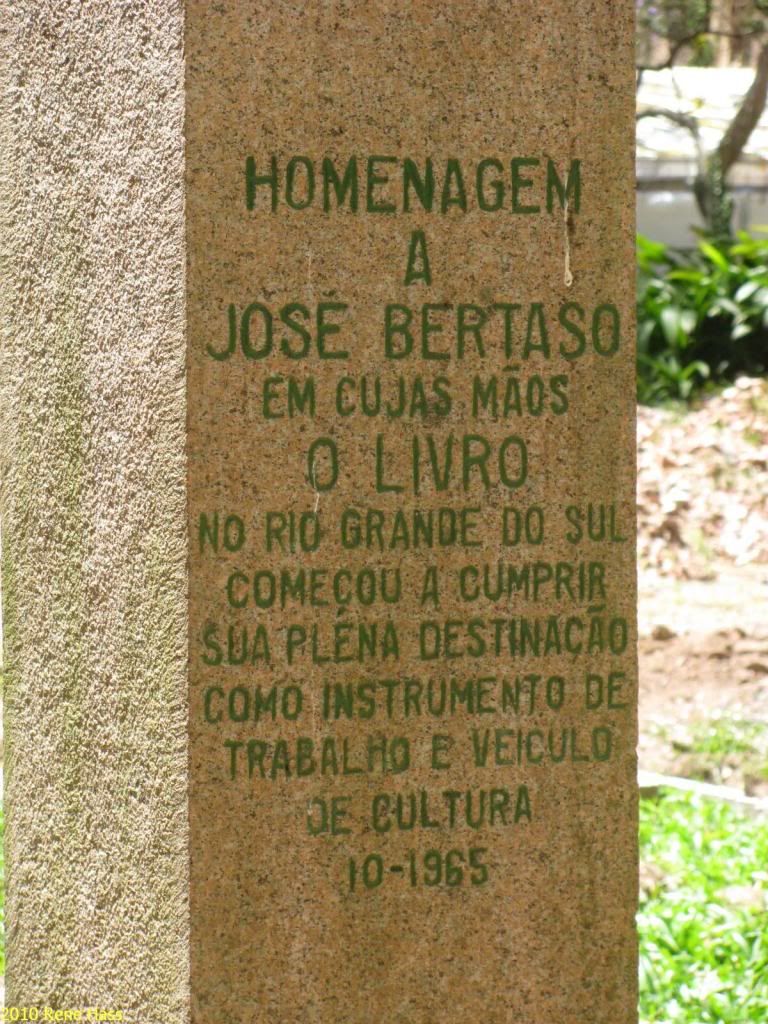 HOMENAGEM
A
JOSÉ BERTASO
EM CUJAS MÃOS
O LIVRO
NO RIO GRANDE DO SUL
COMEÇOU A CUMPRIR
SUA PLÉNA DESTINAÇÃO
COMO INSTRUMENTO DE
TRABALHO E VEICULO
DE CULTURA
10-1965
2010 Rene Hass